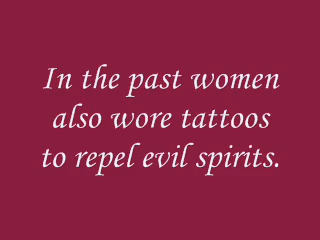 In the past women
also wore tattoos
to repel evil spirits.